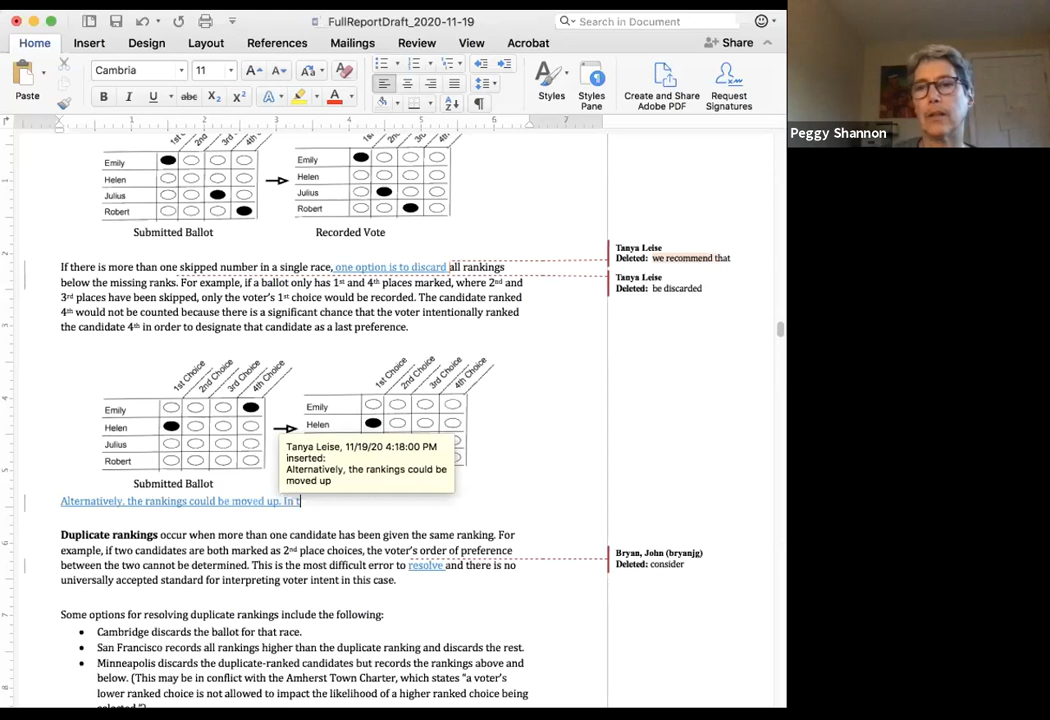 FullReportDraft_2020-11-19
Search in Document
Home Insert Design Layout References Mailings Review View Acrobat
Share
Paste
Cambria 11
Styles
Styles Pane
Create and Share Adobe PDF
Request Signatures
B I U abc X₂ X²
1 2 3 4 5 6 7
Peggy Shannon
1st 2nd 3rd 4th
Emily
Helen
Julius
Robert
Emily
Helen
Julius
Robert
Submitted Ballot Recorded Vote
If there is more than one skipped number in a single race, one option is to discard all rankings
below the missing ranks. For example, if a ballot only has 1st and 4th places marked, where 2nd and
3rd places have been skipped, only the voter's 1st choice would be recorded. The candidate ranked
4th would not be counted because there is a significant chance that the voter intentionally ranked
the candidate 4th in order to designate that candidate as a last preference.
Tanya Leise
Deleted: we recommend that
Tanya Leise
Deleted: be discarded
1st Choice 2nd Choice 3rd Choice 4th Choice
1st Choice 2nd Choice 3rd Choice 4th Choice
Emily
Helen
Julius
Robert
Emily
Helen
Tanya Leise, 11/19/20 4:18:00 PM
inserted:
Alternatively, the rankings could be
moved up
Submitted Ballot
Alternatively, the rankings could be moved up. In t
Duplicate rankings occur when more than one candidate has been given the same ranking. For
example, if two candidates are both marked as 2nd place choices, the voter's order of preference
between the two cannot be determined. This is the most difficult error to resolve and there is no
universally accepted standard for interpreting voter intent in this case.
Bryan, John (bryanjg)
Deleted: consider
Some options for resolving duplicate rankings include the following:
• Cambridge discards the ballot for that race.
• San Francisco records all rankings higher than the duplicate ranking and discards the rest.
• Minneapolis discards the duplicate-ranked candidates but records the rankings above and
below. (This may be in conflict with the Amherst Town Charter, which states "a voter's
lower ranked choice is not allowed to impact the likelihood of a higher ranked choice being
selected.")